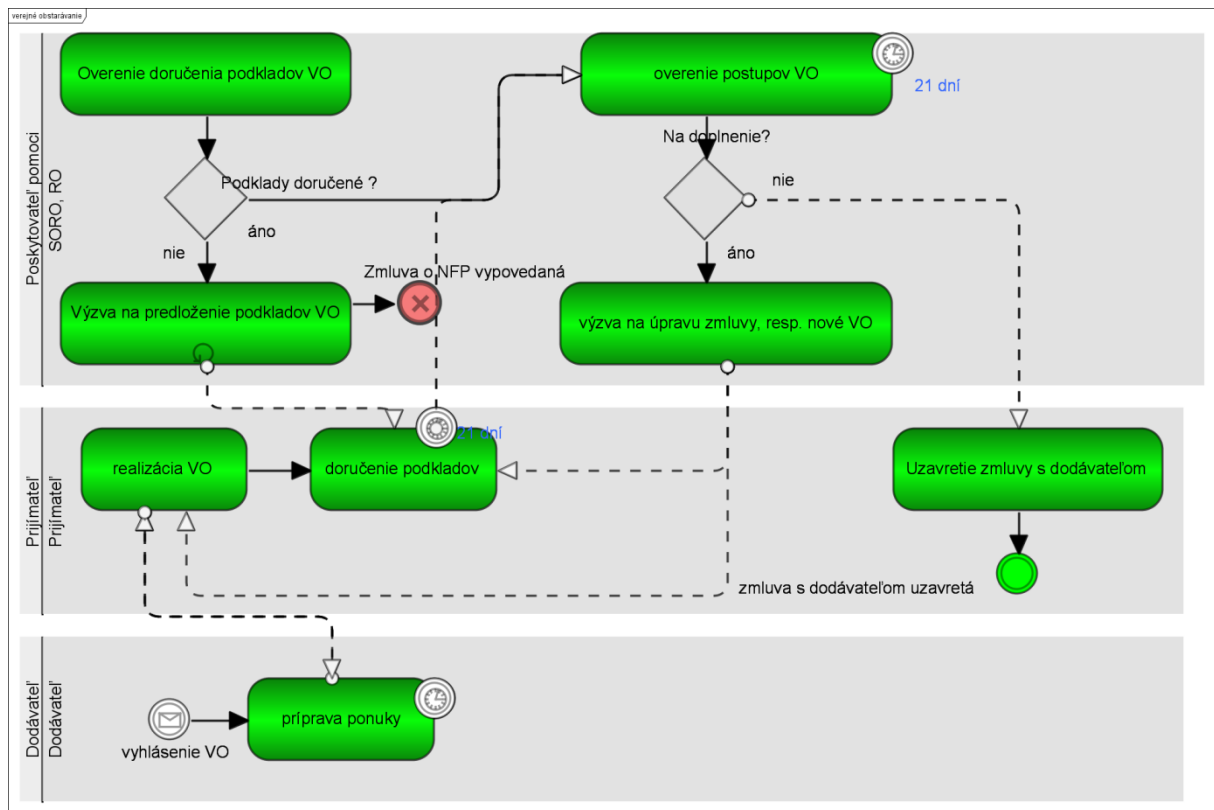 verejné obstarávanie
Poskytovateľ pomoci
SORO, RO
Overenie doručenia podkladov VO
overenie postupov VO
21 dní
Na doplnenie?
Podklady doručené ?
nie
áno
nie
áno
Zmluva o NFP vypovedaná
Výzva na predloženie podkladov VO
výzva na úpravu zmluvy, resp. nové VO
Prijímateľ
Prijímateľ
21 dní
realizácia VO
doručenie podkladov
Uzavretie zmluvy s dodávateľom
zmluva s dodávateľom uzavretá
Dodávateľ
Dodávateľ
príprava ponuky
vyhlásenie VO